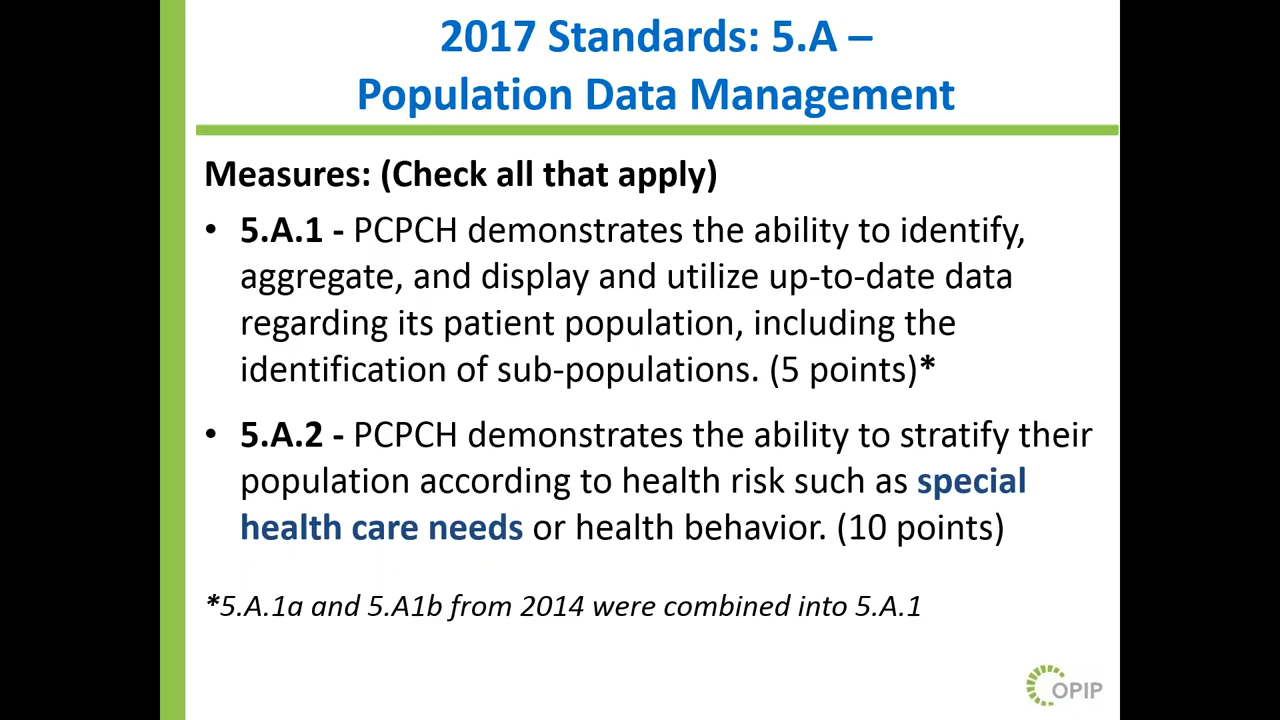 2017 Standards: 5.A –
Population Data Management
Measures: (Check all that apply)
• 5.A.1 - PCPCH demonstrates the ability to identify,
aggregate, and display and utilize up-to-date data
regarding its patient population, including the
identification of sub-populations. (5 points)*
• 5.A.2 - PCPCH demonstrates the ability to stratify their
population according to health risk such as special
health care needs or health behavior. (10 points)
*5.A.1a and 5.A1b from 2014 were combined into 5.A.1
OPIP